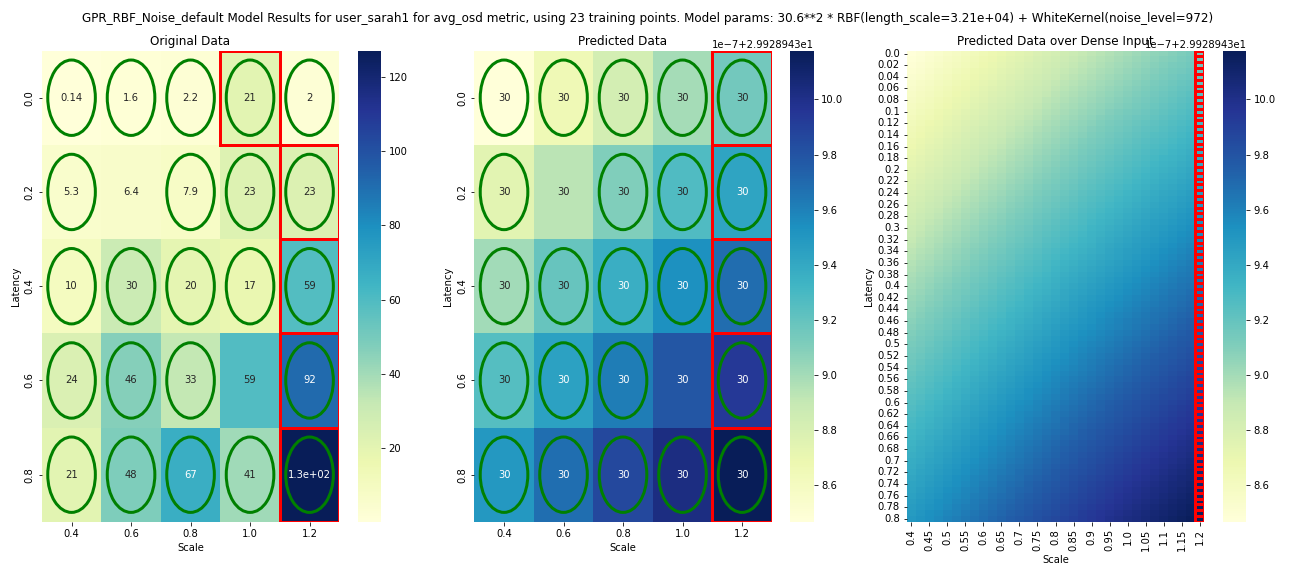 GPR_RBF_Noise_default Model Results for user_sarah1 for avg_osd metric, using 23 training points. Model params: 30.6**2 * RBF(length_scale=3.21e+04) + WhiteKernel(noise_level=972)
Original Data
0.14 1.6 2.2 21 2
5.3 6.4 7.9 23 23
10 30 20 17 59
24 46 33 59 92
21 48 67 41 1.3e+02
0.0
0.2
0.4
0.6
0.8
Latency
0.4 0.6 0.8 1.0 1.2
Scale
120
100
80
60
40
20
Predicted Data
1e-7+2.9928943e1
30 30 30 30 30
30 30 30 30 30
30 30 30 30 30
30 30 30 30 30
30 30 30 30 30
0.0
0.2
0.4
0.6
0.8
Latency
0.4 0.6 0.8 1.0 1.2
Scale
10.0
9.8
9.6
9.4
9.2
9.0
8.8
8.6
Predicted Data over Dense Input
1e-7+2.9928943e1
0.0
0.02
0.04
0.06
0.08
0.1
0.12
0.14
0.16
0.18
0.2
0.22
0.24
0.26
0.28
0.3
0.32
0.34
0.36
0.38
0.4
0.42
0.44
0.46
0.48
0.5
0.52
0.54
0.56
0.58
0.6
0.62
0.64
0.66
0.68
0.7
0.72
0.74
0.76
0.78
0.8
Latency
0.4 0.45 0.5 0.55 0.6 0.65 0.7 0.75 0.8 0.85 0.9 0.95 1.0 1.05 1.1 1.15 1.2
Scale
10.0
9.8
9.6
9.4
9.2
9.0
8.8
8.6